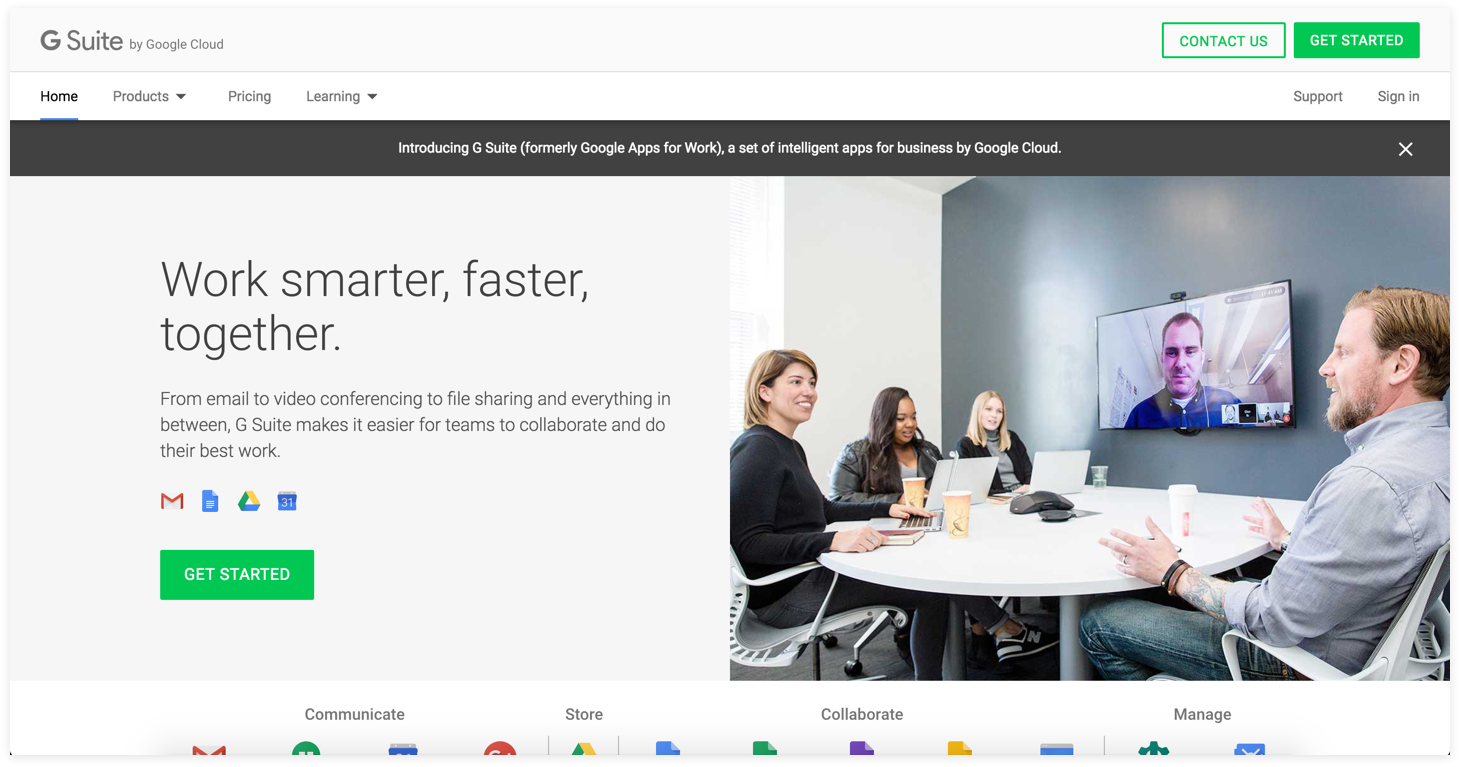 G Suite by Google Cloud
CONTACT US
GET STARTED
Home
Products
Pricing
Learning
Support
Sign in
Introducing G Suite (formerly Google Apps for Work), a set of intelligent apps for business by Google Cloud.
Work smarter, faster,
together.
From email to video conferencing to file sharing and everything in
between, G Suite makes it easier for teams to collaborate and do
their best work.
31
GET STARTED
Communicate
Store
Collaborate
Manage